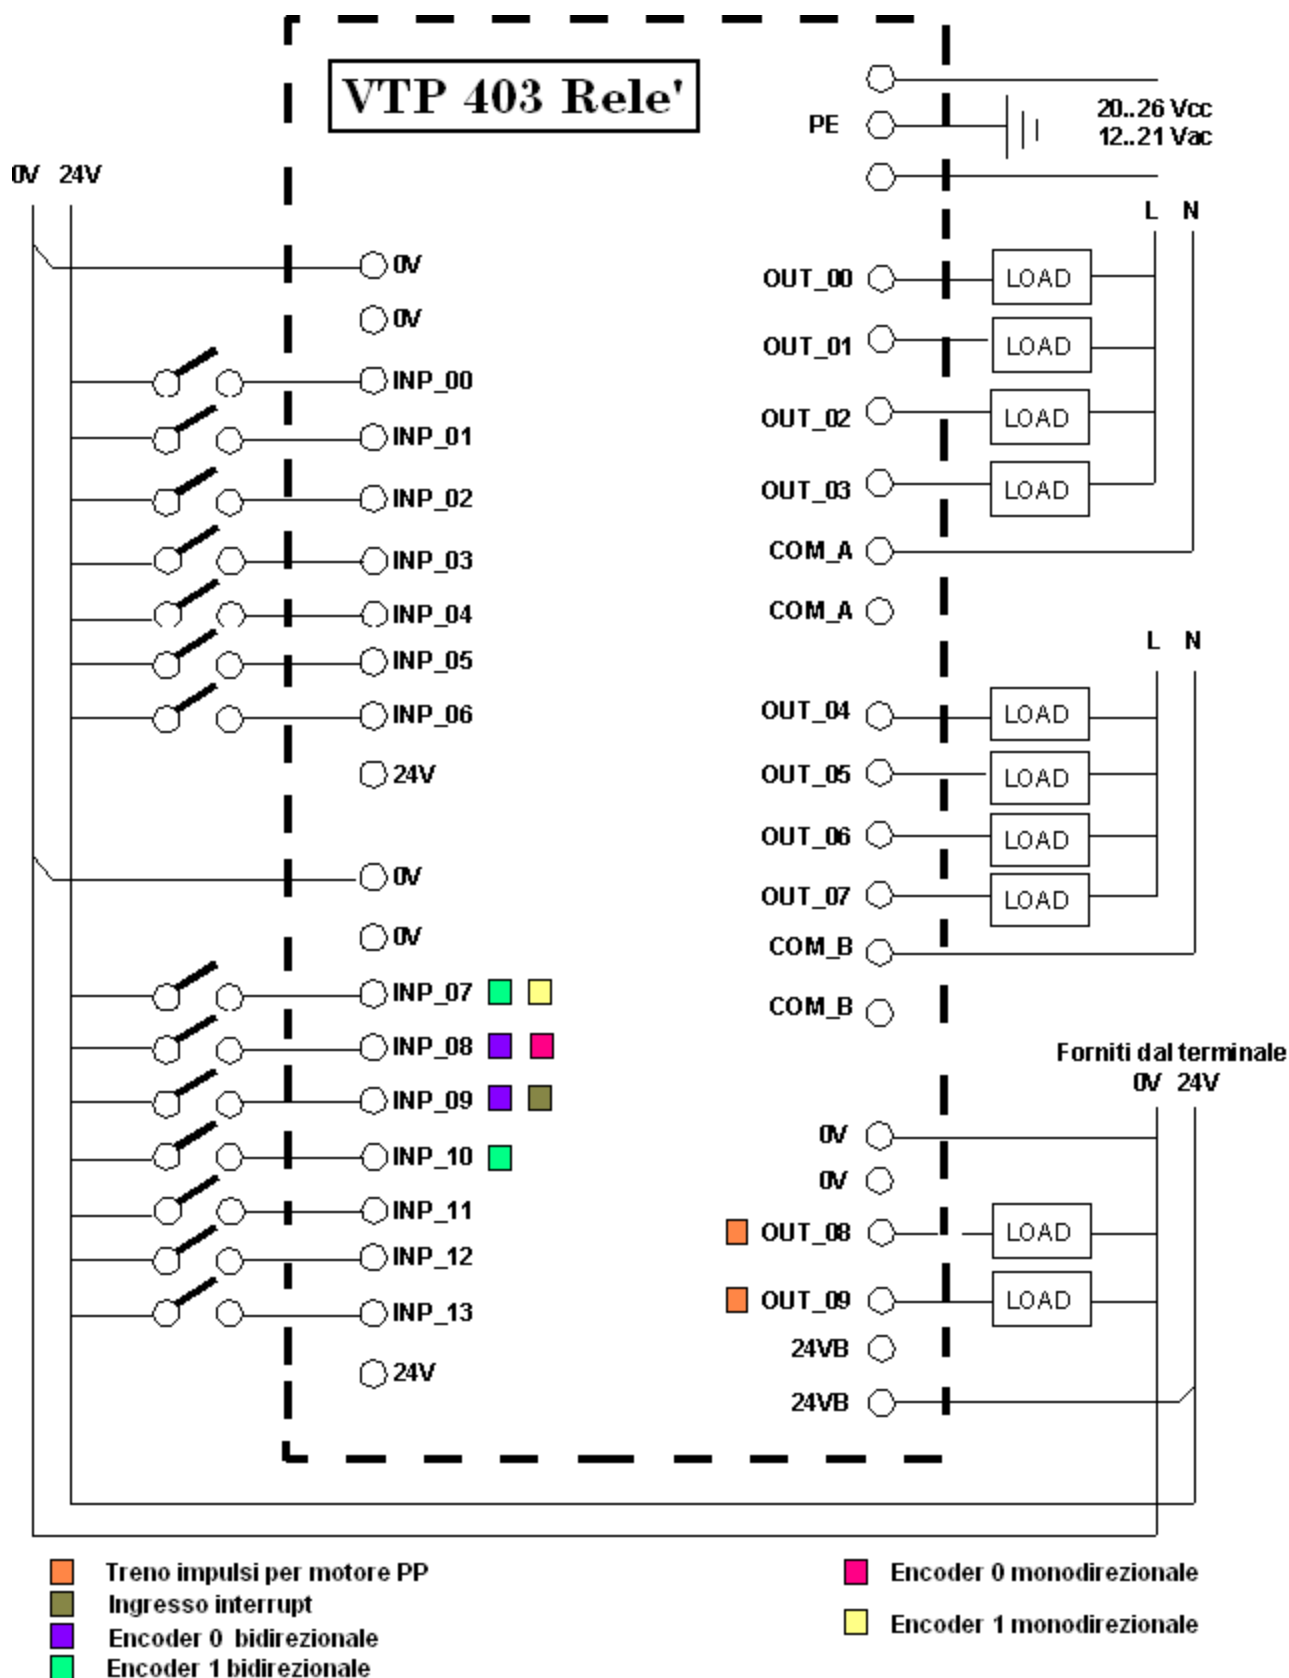 VTP 403 Rele'
PE
20..26 Vcc
12..21 Vac
0V 24V
L N
0V
0V
INP_00
INP_01
INP_02
INP_03
INP_04
INP_05
INP_06
24V
0V
0V
INP_07
INP_08
INP_09
INP_10
INP_11
INP_12
INP_13
24V
OUT_00
LOAD
OUT_01
LOAD
OUT_02
LOAD
OUT_03
LOAD
COM_A
COM_A
L N
OUT_04
LOAD
OUT_05
LOAD
OUT_06
LOAD
OUT_07
LOAD
COM_B
COM_B
Forniti dal terminale
0V 24V
0V
0V
OUT_08
LOAD
OUT_09
LOAD
24VB
24VB
Treno impulsi per motore PP
Ingresso interrupt
Encoder 0 bidirezionale
Encoder 1 bidirezionale
Encoder 0 monodirezionale
Encoder 1 monodirezionale